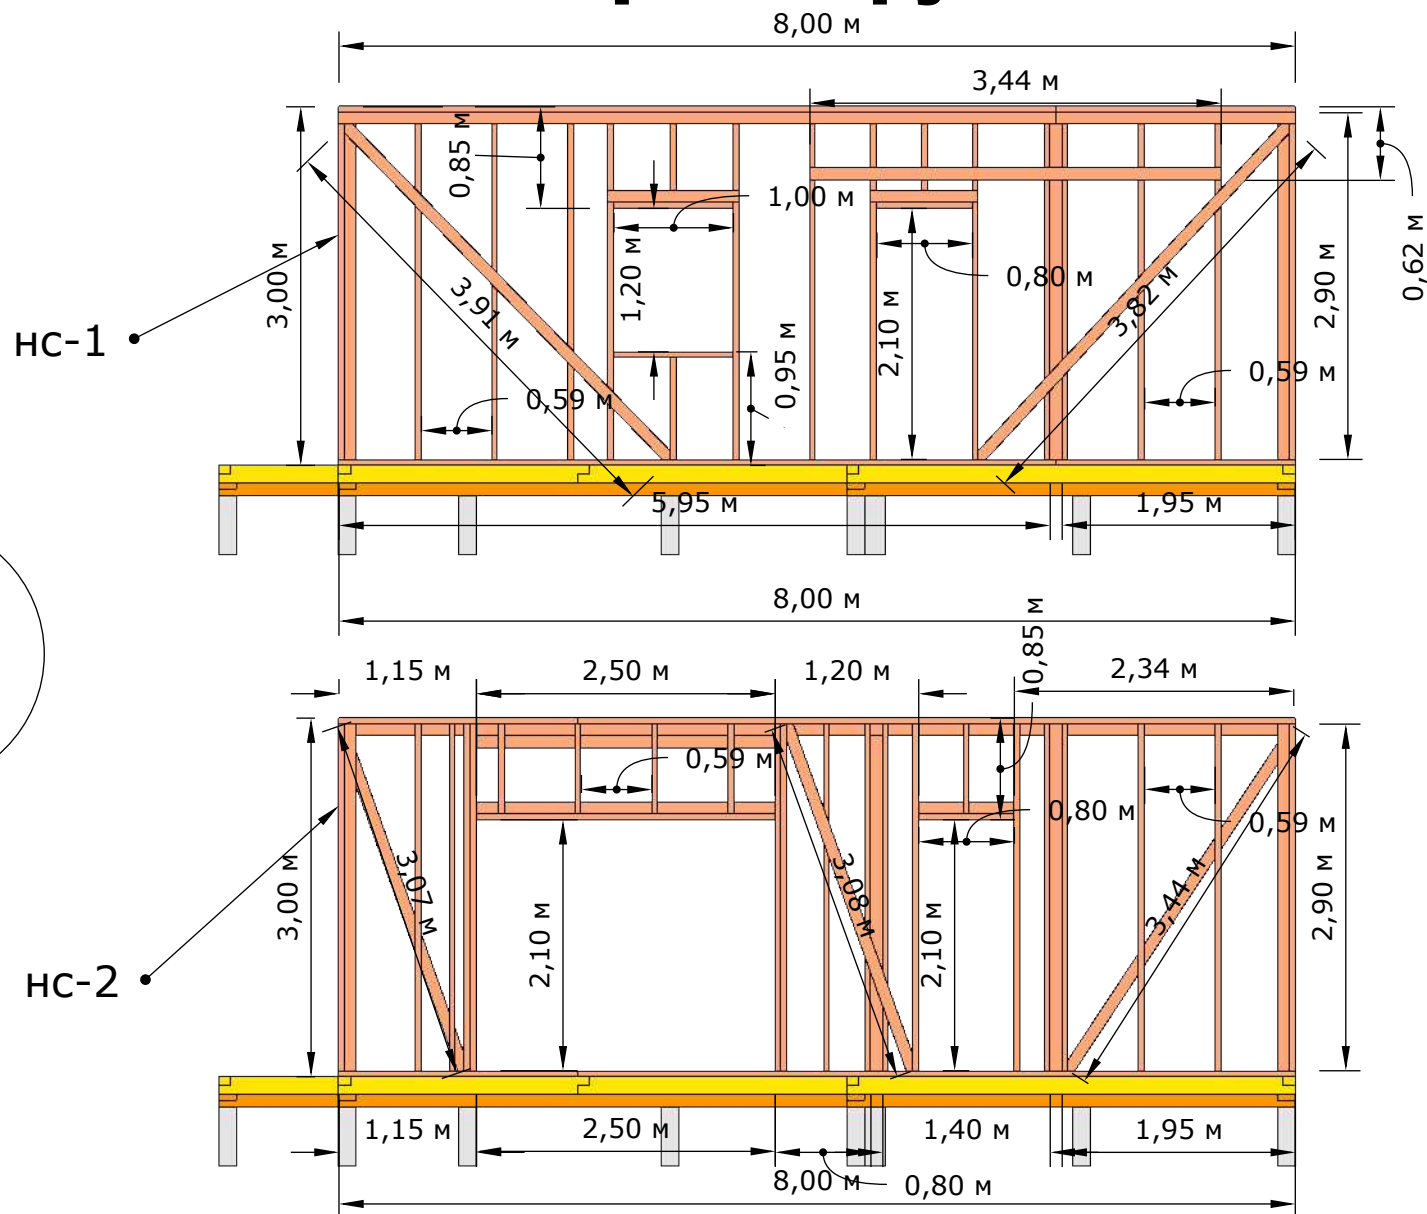 8,00 м
3,44 м
0,85 м
1,00 м
3,00 м
1,20 м
0,80 м
0,62 м
2,90 м
3,91 м
3,82 м
2,10 м
нс-1
0,95 м
0,59 м
0,59 м
5,95 м
1,95 м
8,00 м
0,85 м
1,15 м
2,50 м
1,20 м
2,34 м
0,59 м
0,80 м
0,59 м
3,00 м
3,07 м
3,08 м
3,44 м
2,90 м
2,10 м
2,10 м
нс-2
1,15 м
2,50 м
1,40 м
1,95 м
8,00 м
0,80 м